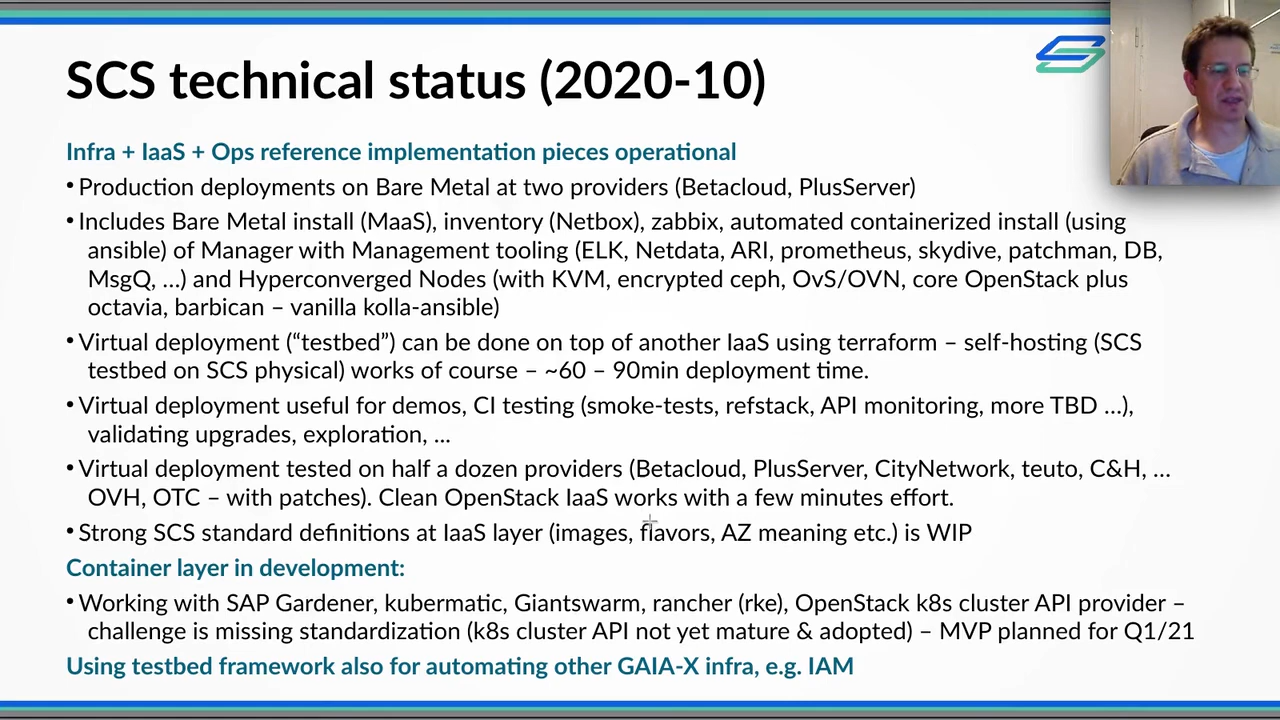 SCS technical status (2020-10)
Infra + IaaS + Ops reference implementation pieces operational
• Production deployments on Bare Metal at two providers (Betacloud, PlusServer)
• Includes Bare Metal install (MaaS), inventory (Netbox), zabbix, automated containerized install (using
ansible) of Manager with Management tooling (ELK, Netdata, ARI, prometheus, skydive, patchman, DB,
MsgQ, ...) and Hyperconverged Nodes (with KVM, encrypted ceph, OvS/OVN, core OpenStack plus
octavia, barbican – vanilla kolla-ansible)
• Virtual deployment (“testbed”) can be done on top of another IaaS using terraform – self-hosting (SCS
testbed on SCS physical) works of course – ~60 – 90min deployment time.
• Virtual deployment useful for demos, CI testing (smoke-tests, refstack, API monitoring, more TBD ...),
validating upgrades, exploration, ...
• Virtual deployment tested on half a dozen providers (Betacloud, PlusServer, CityNetwork, teuto, C&H, ...
OVH, OTC – with patches). Clean OpenStack IaaS works with a few minutes effort.
• Strong SCS standard definitions at IaaS layer (images, flavors, AZ meaning etc.) is WIP
Container layer in development:
• Working with SAP Gardener, kubermatic, Giantswarm, rancher (rke), OpenStack k8s cluster API provider –
challenge is missing standardization (k8s cluster API not yet mature & adopted) – MVP planned for Q1/21
Using testbed framework also for automating other GAIA-X infra, e.g. IAM